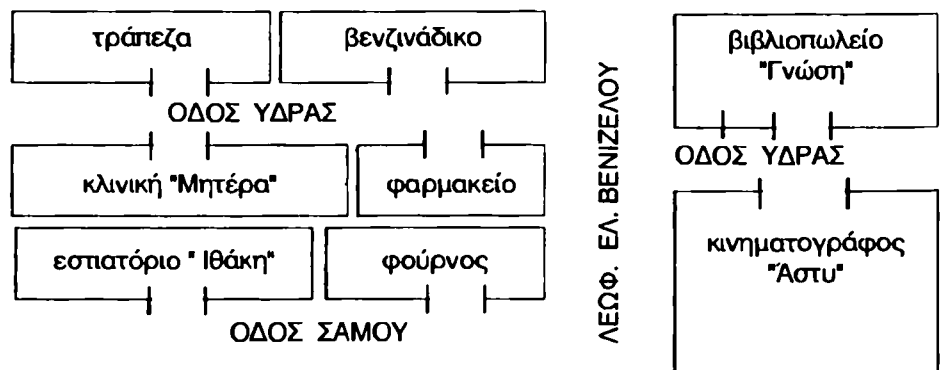 τράπεζα
βενζινάδικο
ΟΔΟΣ ΥΔΡΑΣ
κλινική "Μητέρα"
φαρμακείο
εστιατόριο " Ιθάκη"
φούρνος
ΟΔΟΣ ΣΑΜΟΥ
ΛΕΩΦ. ΕΛ. ΒΕΝΙΖΕΛΟΥ
βιβλιοπωλείο
"Γνώση"
ΟΔΟΣ ΥΔΡΑΣ
κινηματογράφος
"Άστυ"